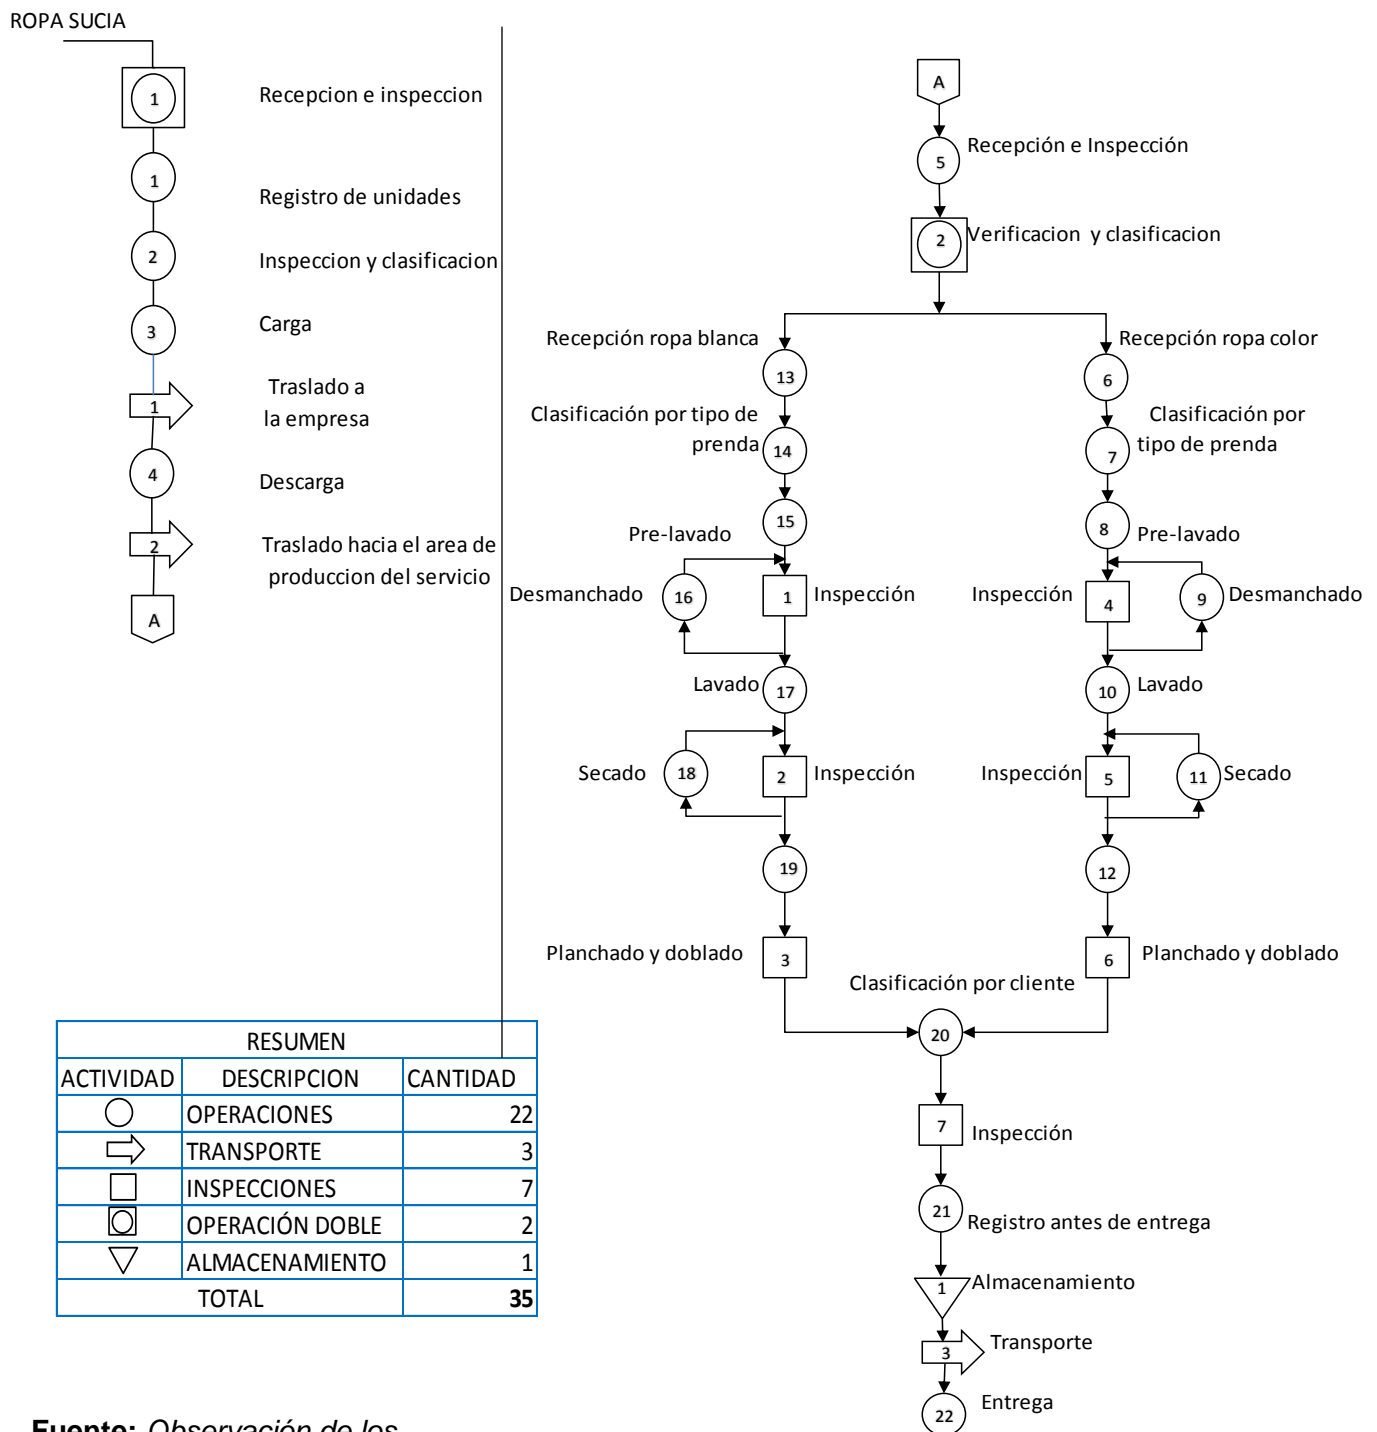 ROPA SUCIA
1
Recepcion e inspeccion
1
Registro de unidades
2
Inspeccion y clasificacion
3
Carga
1
Traslado a
la empresa
4
Descarga
2
Traslado hacia el area de
produccion del servicio
A
A
5
Recepción e Inspección
2
Verificacion y clasificacion
Recepción ropa blanca
13
Clasificación por tipo de
prenda
14
15
Pre-lavado
Desmanchado
16
1
Inspección
Lavado
17
Secado
18
2
Inspección
19
Planchado y doblado
3
Recepción ropa color
6
Clasificación por
tipo de prenda
7
8
Pre-lavado
Inspección
4
9
Desmanchado
10
Lavado
Inspección
5
11
Secado
12
6
Planchado y doblado
Clasificación por cliente
20
7
Inspección
21
Registro antes de entrega
1
Almacenamiento
3
Transporte
22
Entrega
RESUMEN
ACTIVIDAD DESCRIPCION CANTIDAD
OPERACIONES 22
TRANSPORTE 3
INSPECCIONES 7
OPERACIÓN DOBLE 2
ALMACENAMIENTO 1
TOTAL 35
Fuente: Observación de los